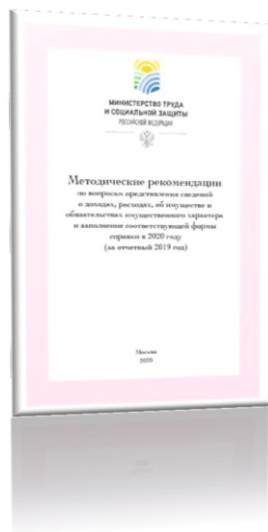 МИНИСТЕРСТВО ТРУДА
И СОЦИАЛЬНОЙ ЗАЩИТЫ
РОССИЙСКОЙ ФЕДЕРАЦИИ
Методические рекомендации
по вопросам представления сведений
о доходах, расходах, об имуществе и
обязательствах имущественного характера
и заполнения соответствующей формы
справки в 2020 году
(за отчетный 2019 год)
Москва
2020